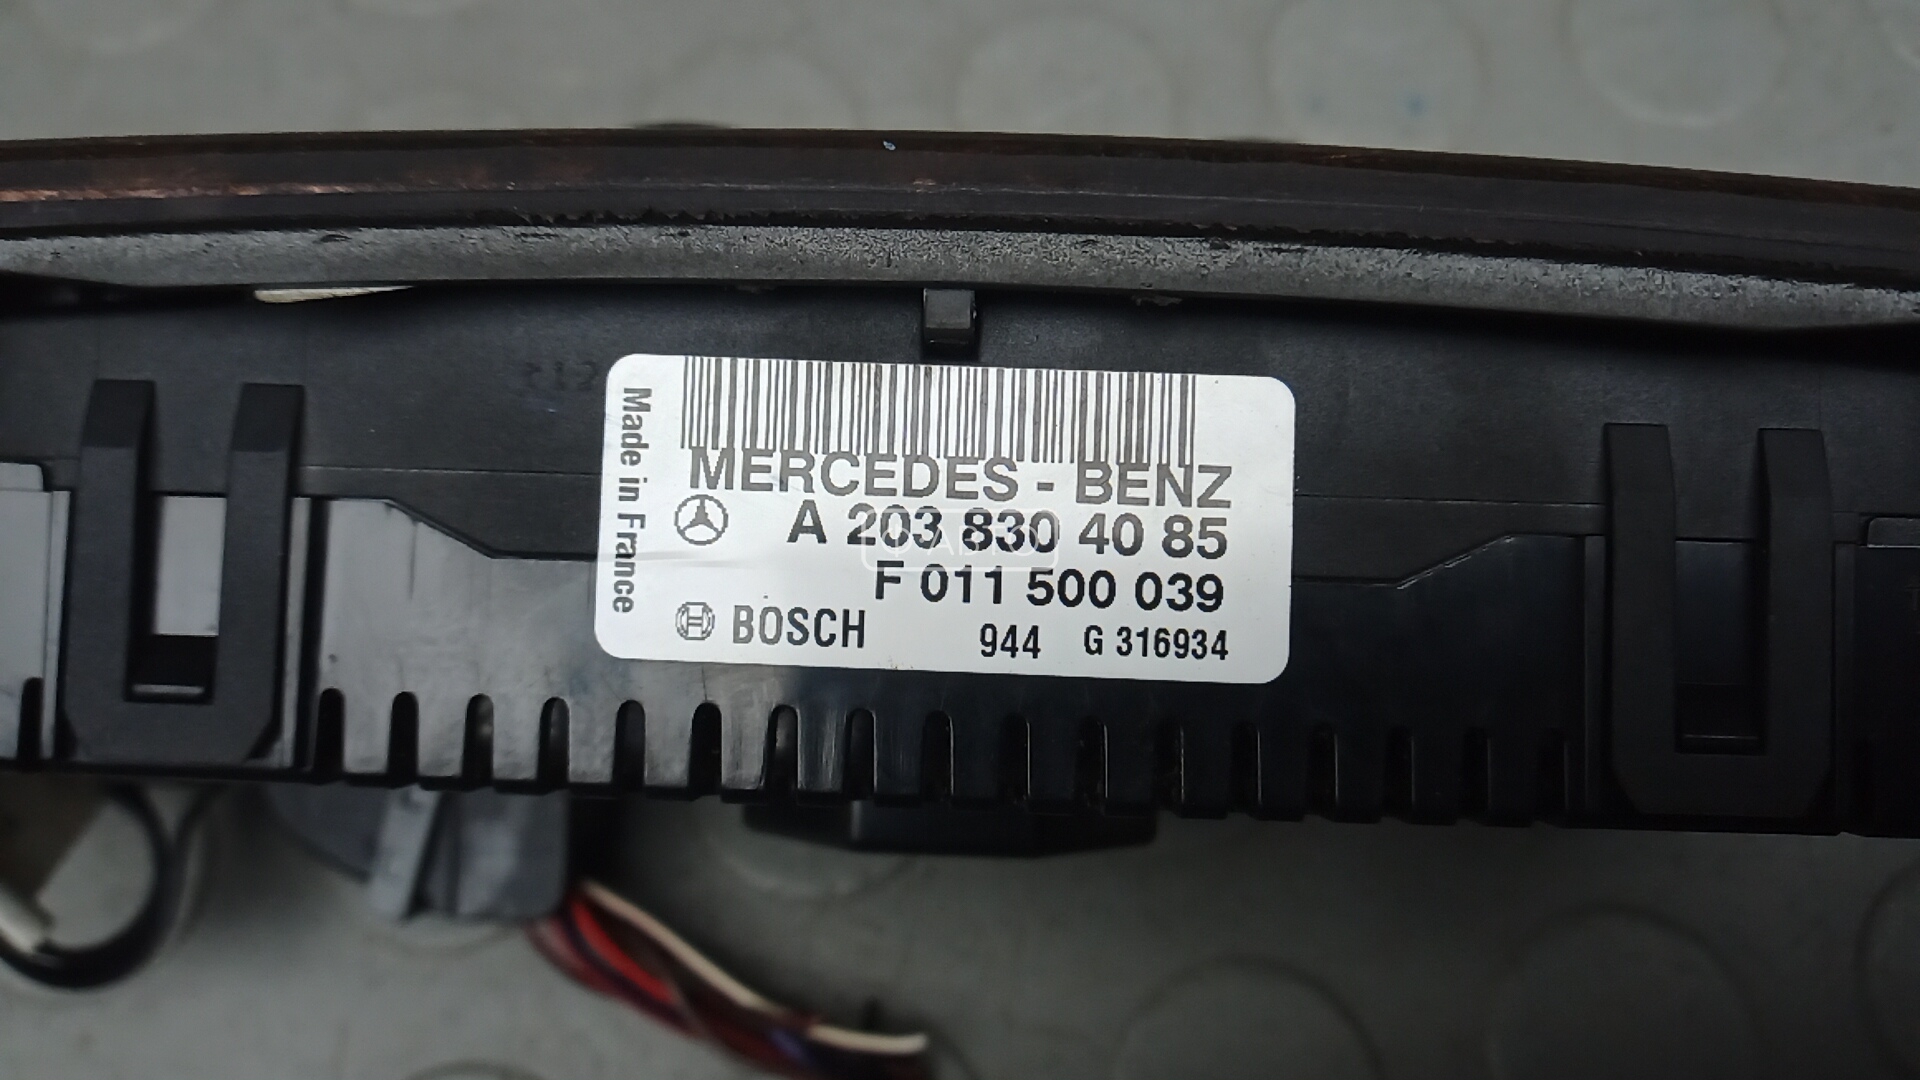 Made in France
MERCEDES - BENZ
A 203 830 40 85
F 011 500 039
BOSCH 944 G 316934